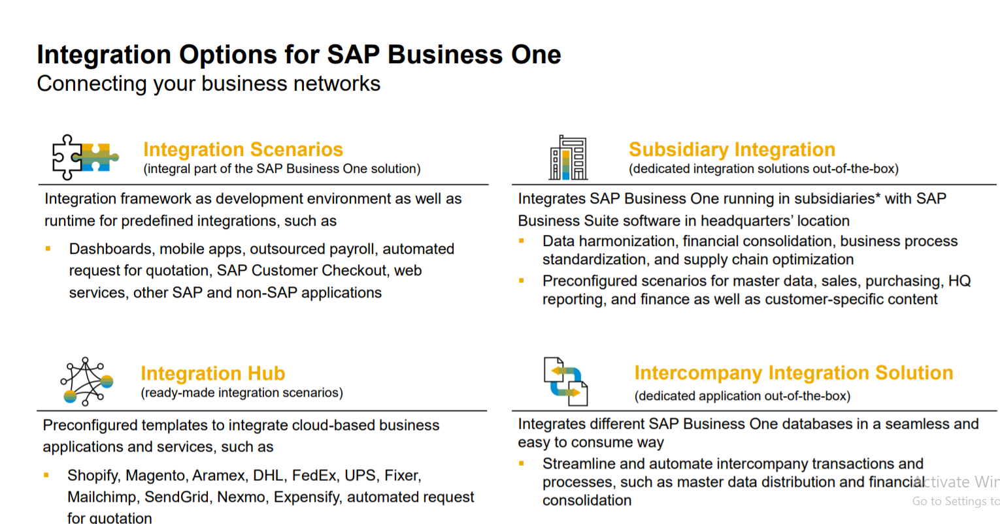 Integration Options for SAP Business One
Connecting your business networks
Integration Scenarios
(integral part of the SAP Business One solution)
Integration framework as development environment as well as
runtime for predefined integrations, such as
▪ Dashboards, mobile apps, outsourced payroll, automated
request for quotation, SAP Customer Checkout, web
services, other SAP and non-SAP applications
Subsidiary Integration
(dedicated integration solutions out-of-the-box)
Integrates SAP Business One running in subsidiaries* with SAP
Business Suite software in headquarters’ location
▪ Data harmonization, financial consolidation, business process
standardization, and supply chain optimization
▪ Preconfigured scenarios for master data, sales, purchasing, HQ
reporting, and finance as well as customer-specific content
Integration Hub
(ready-made integration scenarios)
Preconfigured templates to integrate cloud-based business
applications and services, such as
▪ Shopify, Magento, Aramex, DHL, FedEx, UPS, Fixer,
Mailchimp, SendGrid, Nexmo, Expensify, automated request
for quotation
Intercompany Integration Solution
(dedicated application out-of-the-box)
Integrates different SAP Business One databases in a seamless and
easy to consume way
▪ Streamline and automate intercompany transactions and
processes, such as master data distribution and financial
consolidation
Activate Wi
Go to Settings to